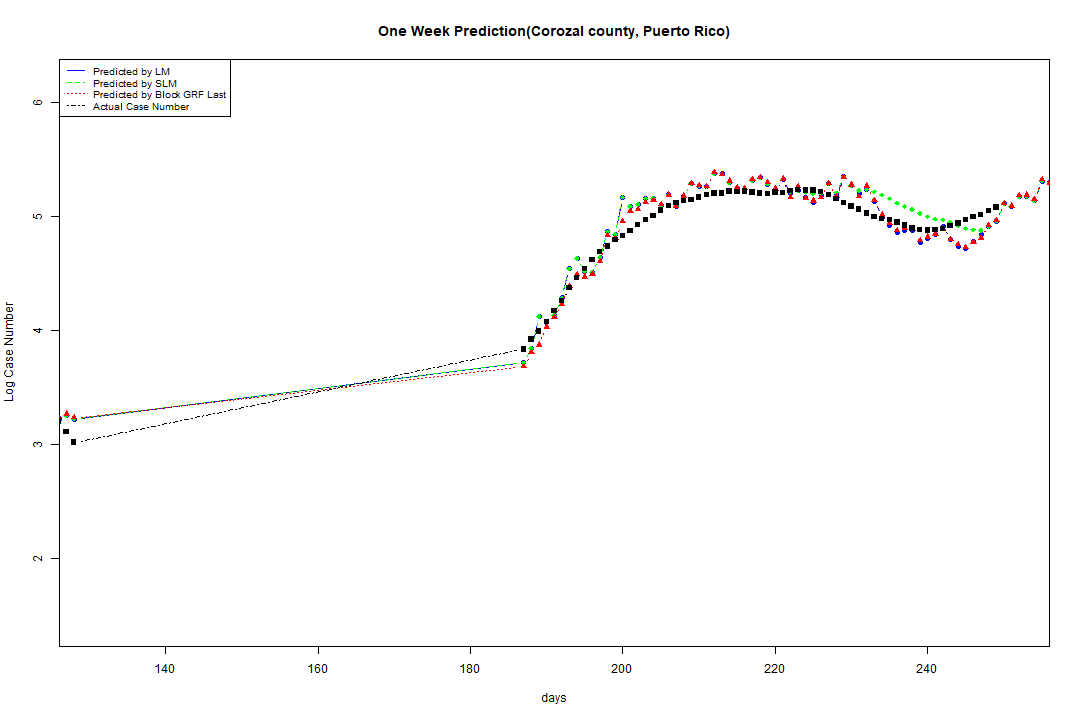 One Week Prediction(Corozal county, Puerto Rico)
Predicted by LM
Predicted by SLM
Predicted by Block GRF Last
Actual Case Number
6
5
4
3
2
Log Case Number
140 160 180 200 220 240
days